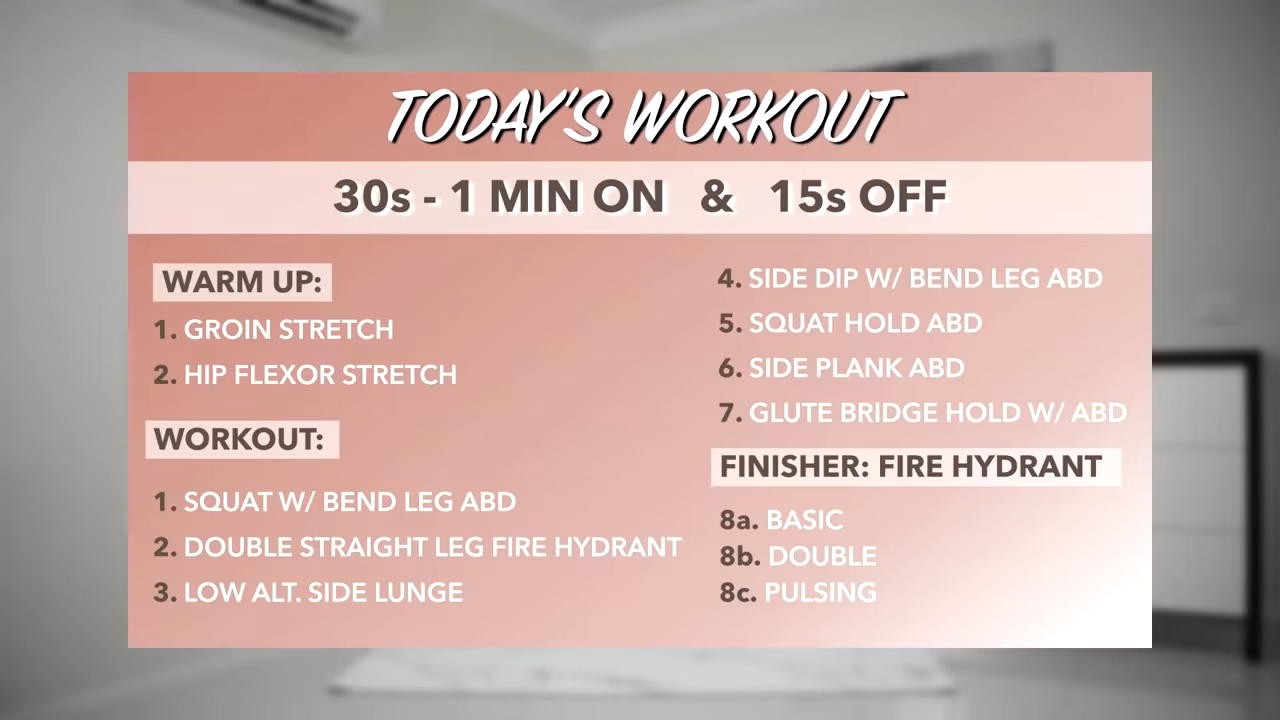 TODAY'S WORKOUT
30s - 1 MIN ON & 15s OFF
WARM UP:
1. GROIN STRETCH
2. HIP FLEXOR STRETCH
WORKOUT:
1. SQUAT W/ BEND LEG ABD
2. DOUBLE STRAIGHT LEG FIRE HYDRANT
3. LOW ALT. SIDE LUNGE
4. SIDE DIP W/ BEND LEG ABD
5. SQUAT HOLD ABD
6. SIDE PLANK ABD
7. GLUTE BRIDGE HOLD W/ ABD
FINISHER: FIRE HYDRANT
8a. BASIC
8b. DOUBLE
8c. PULSING